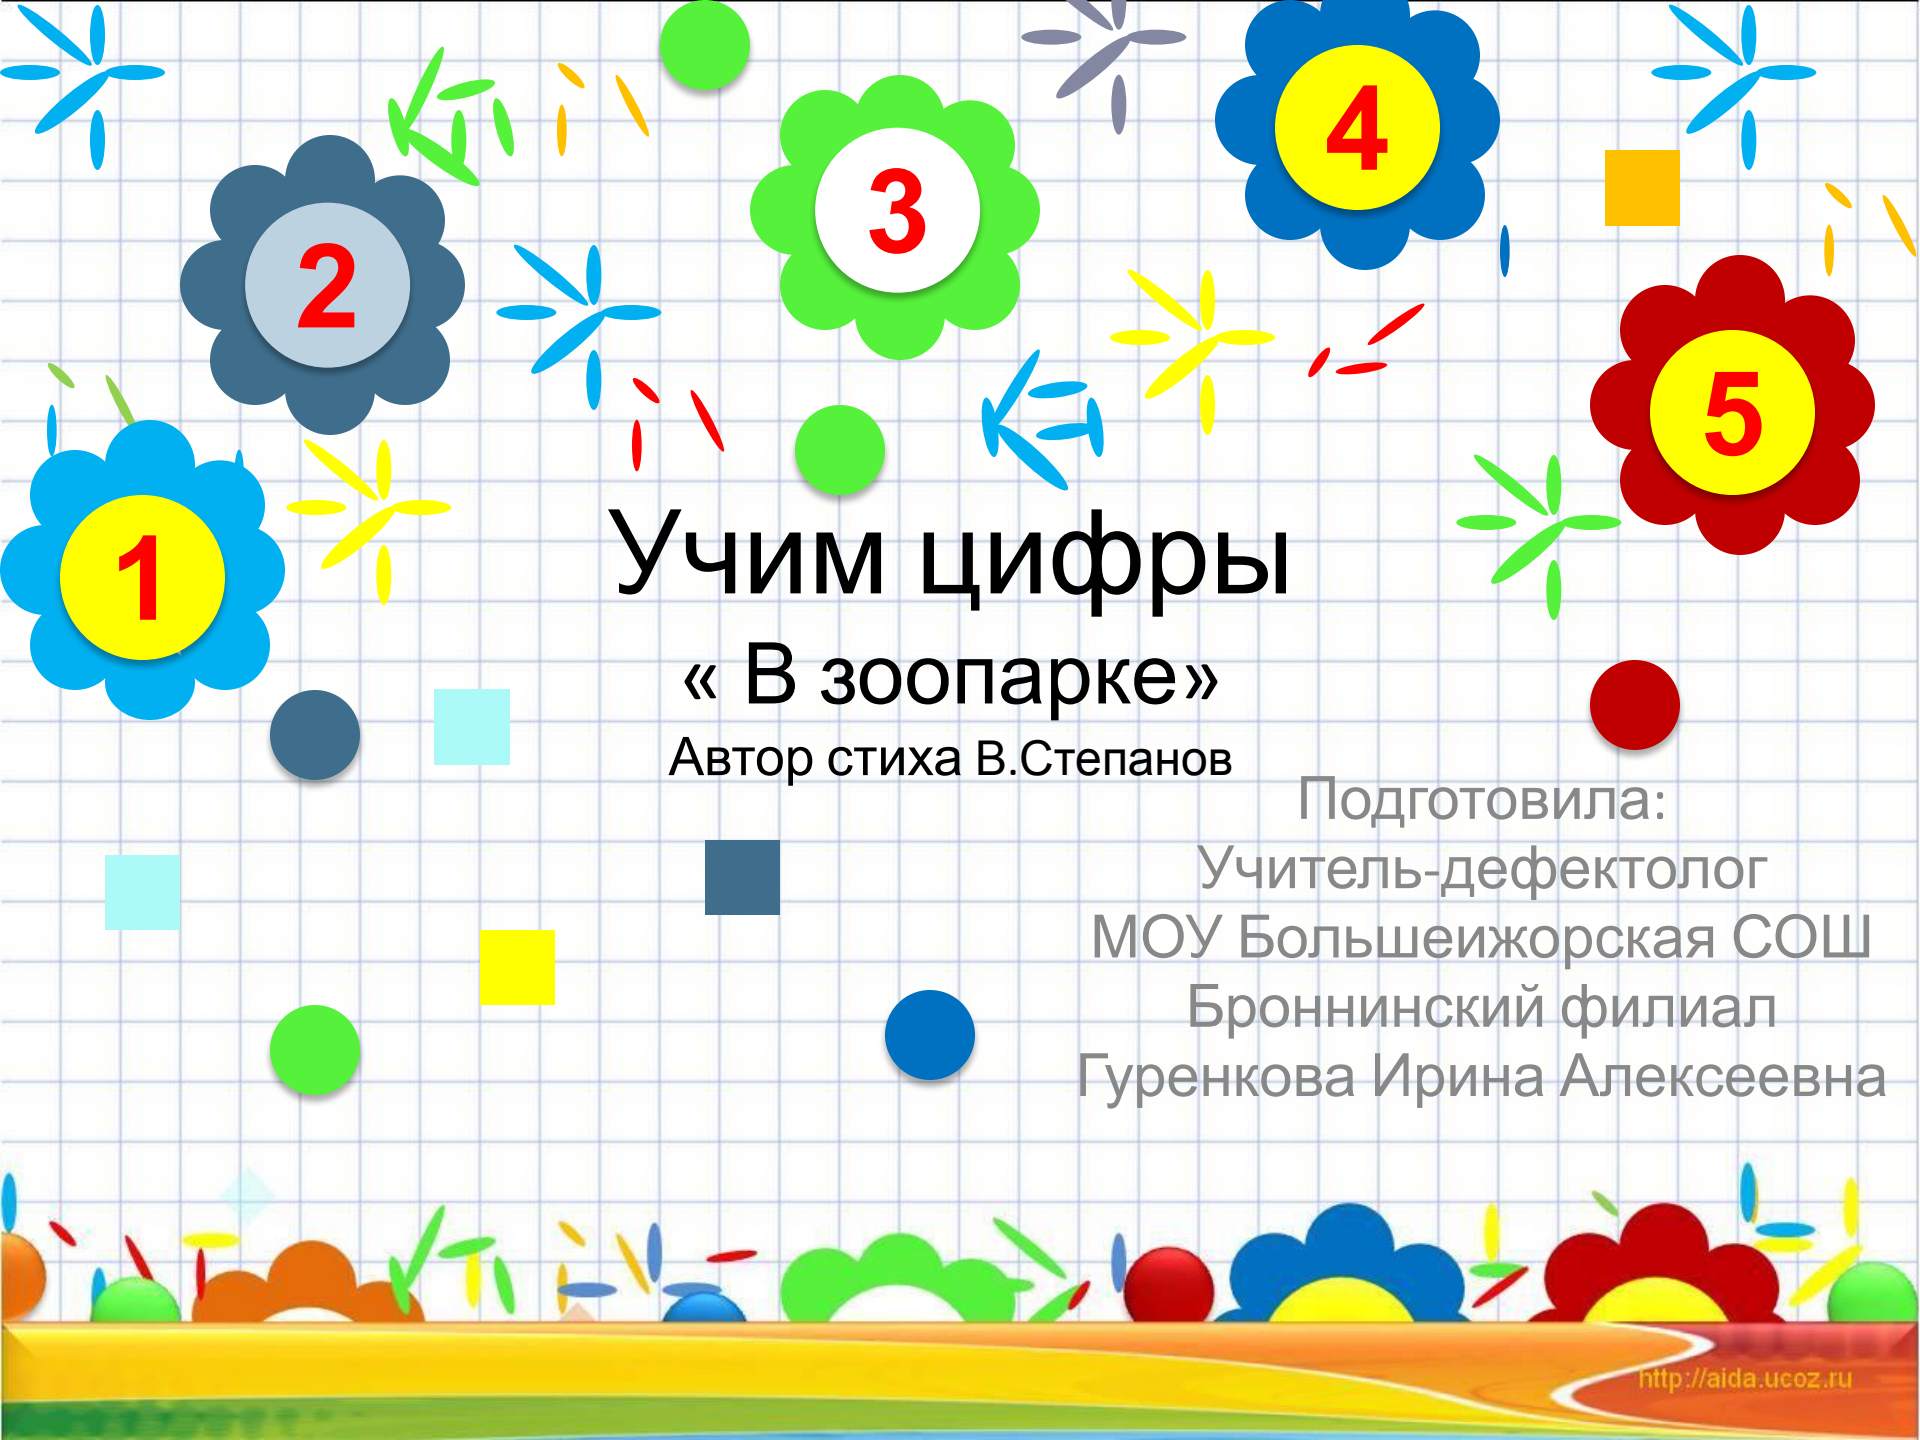 1
2
3
4
5
Учим цифры
« В зоопарке»
Автор стиха В.Степанов
Подготовила:
Учитель-дефектолог
МОУ Большеижорская СОШ
Броннинский филиал
Гуренкова Ирина Алексеевна
http://aida.ucoz.ru